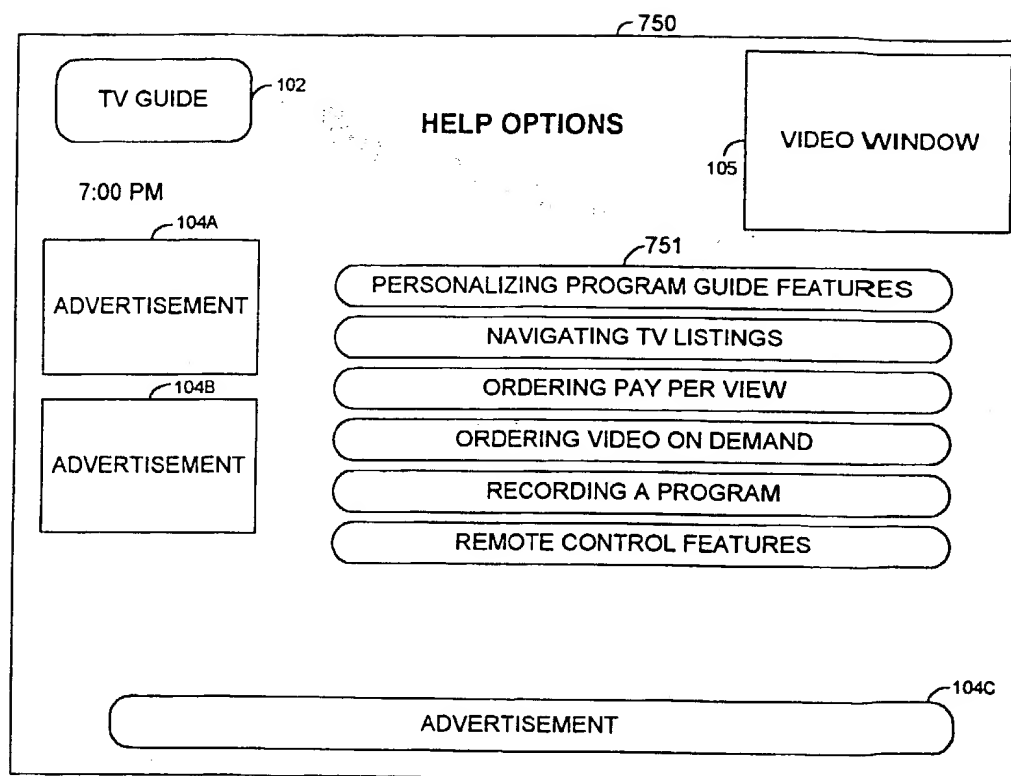 750
TV GUIDE
102
HELP OPTIONS
VIDEO WINDOW
105
7:00 PM
104A
ADVERTISEMENT
104B
ADVERTISEMENT
751
PERSONALIZING PROGRAM GUIDE FEATURES
NAVIGATING TV LISTINGS
ORDERING PAY PER VIEW
ORDERING VIDEO ON DEMAND
RECORDING A PROGRAM
REMOTE CONTROL FEATURES
104C
ADVERTISEMENT